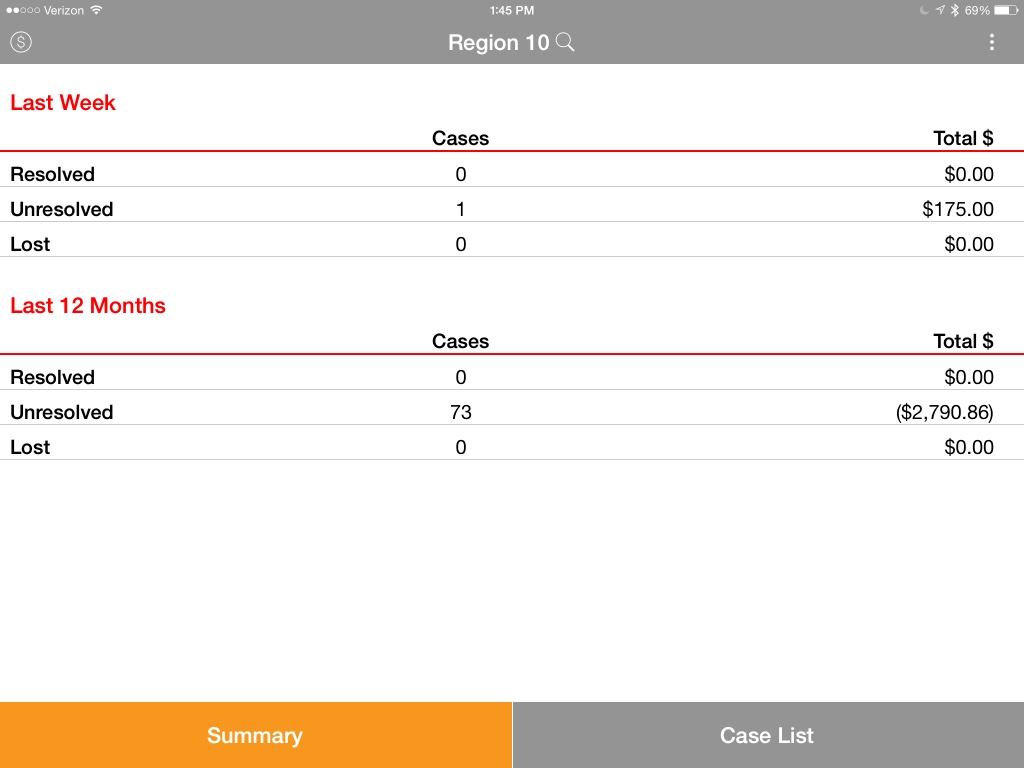 Verizon 1:45 PM 69%
$ Region 10
Last Week
Cases Total $
Resolved 0 $0.00
Unresolved 1 $175.00
Lost 0 $0.00
Last 12 Months
Cases Total $
Resolved 0 $0.00
Unresolved 73 ($2,790.86)
Lost 0 $0.00
Summary Case List